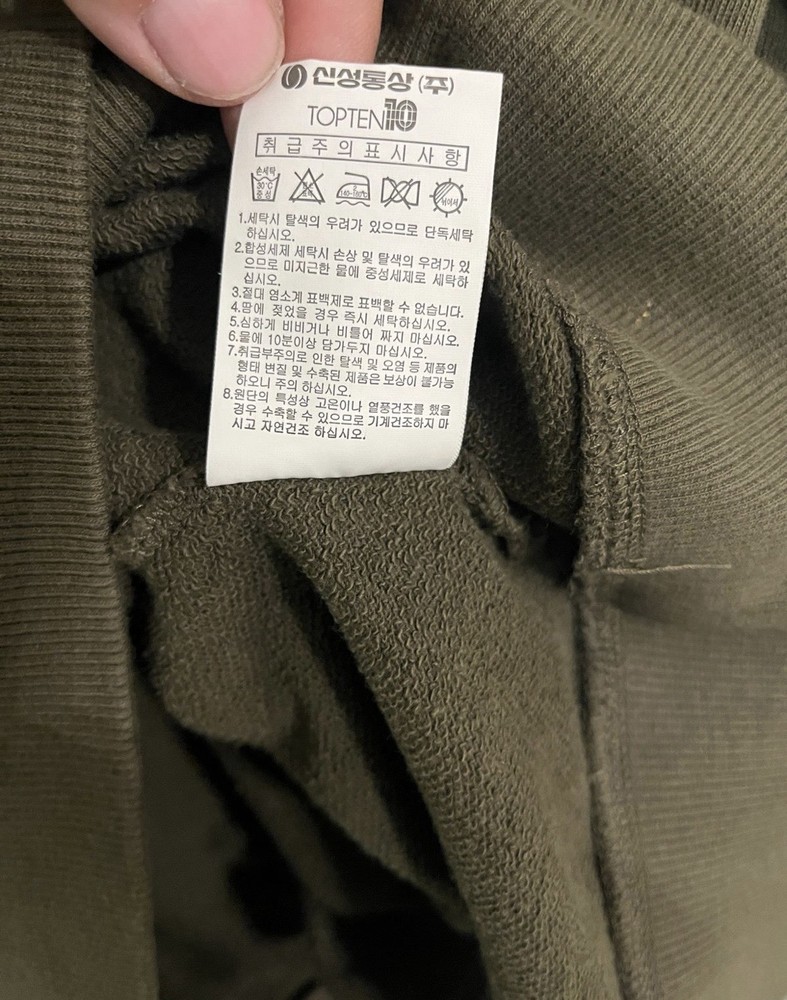 신성통상 (주)
TOPTEN10
취급주의표시사항
손세탁
30℃
중성
140~160℃
뉘어서
1.세탁시 탈색의 우려가 있으므로 단독세탁
하십시오.
2.합성세제 세탁시 손상 및 탈색의 우려가 있
으므로 미지근한 물에 중성세제로 세탁하
십시오.
3.절대 염소계 표백제로 표백할 수 없습니다.
4.땀에 젖었을 경우 즉시 세탁하십시오.
5.심하게 비비거나 비틀어 짜지 마십시오.
6.물에 10분이상 담가두지 마십시오.
7.취급부주의로 인한 탈색 및 오염 등 제품의
형태 변질 및 수축된 제품은 보상이 불가능
하오니 주의 하십시오.
8.원단의 특성상 고온이나 열풍건조를 했을
경우 수축할 수 있으므로 기계건조하지 마
시고 자연건조 하십시오.